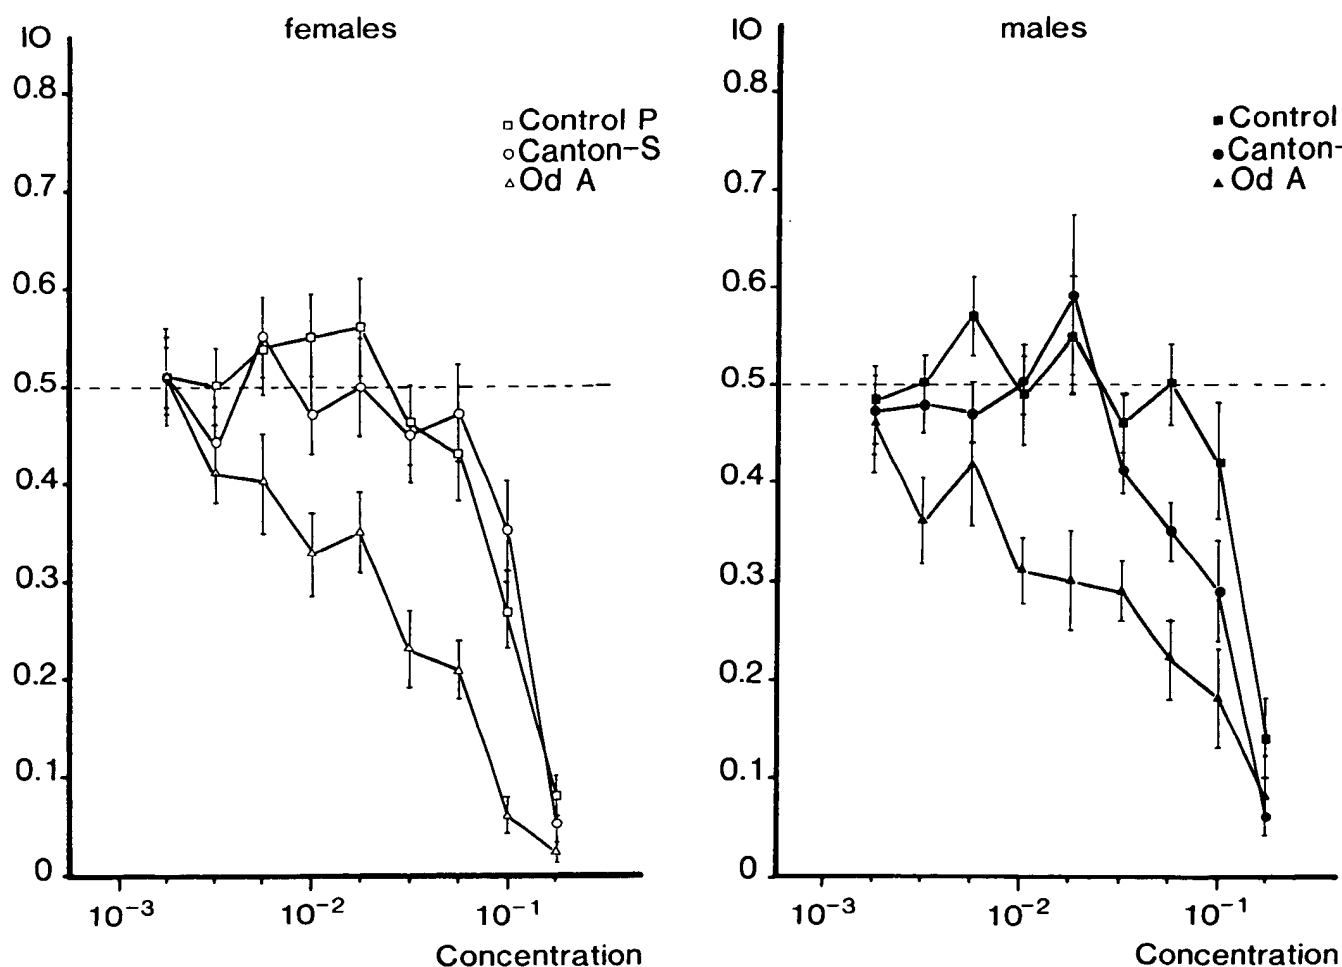 IO females
0.8
Control P
Canton-S
Od A
0.7
0.6
0.5
0.4
0.3
0.2
0.1
0
10-3 10-2 10-1
Concentration
IO males
0.8
Control
Canton-
Od A
0.7
0.6
0.5
0.4
0.3
0.2
0.1
0
10-3 10-2 10-1
Concentration